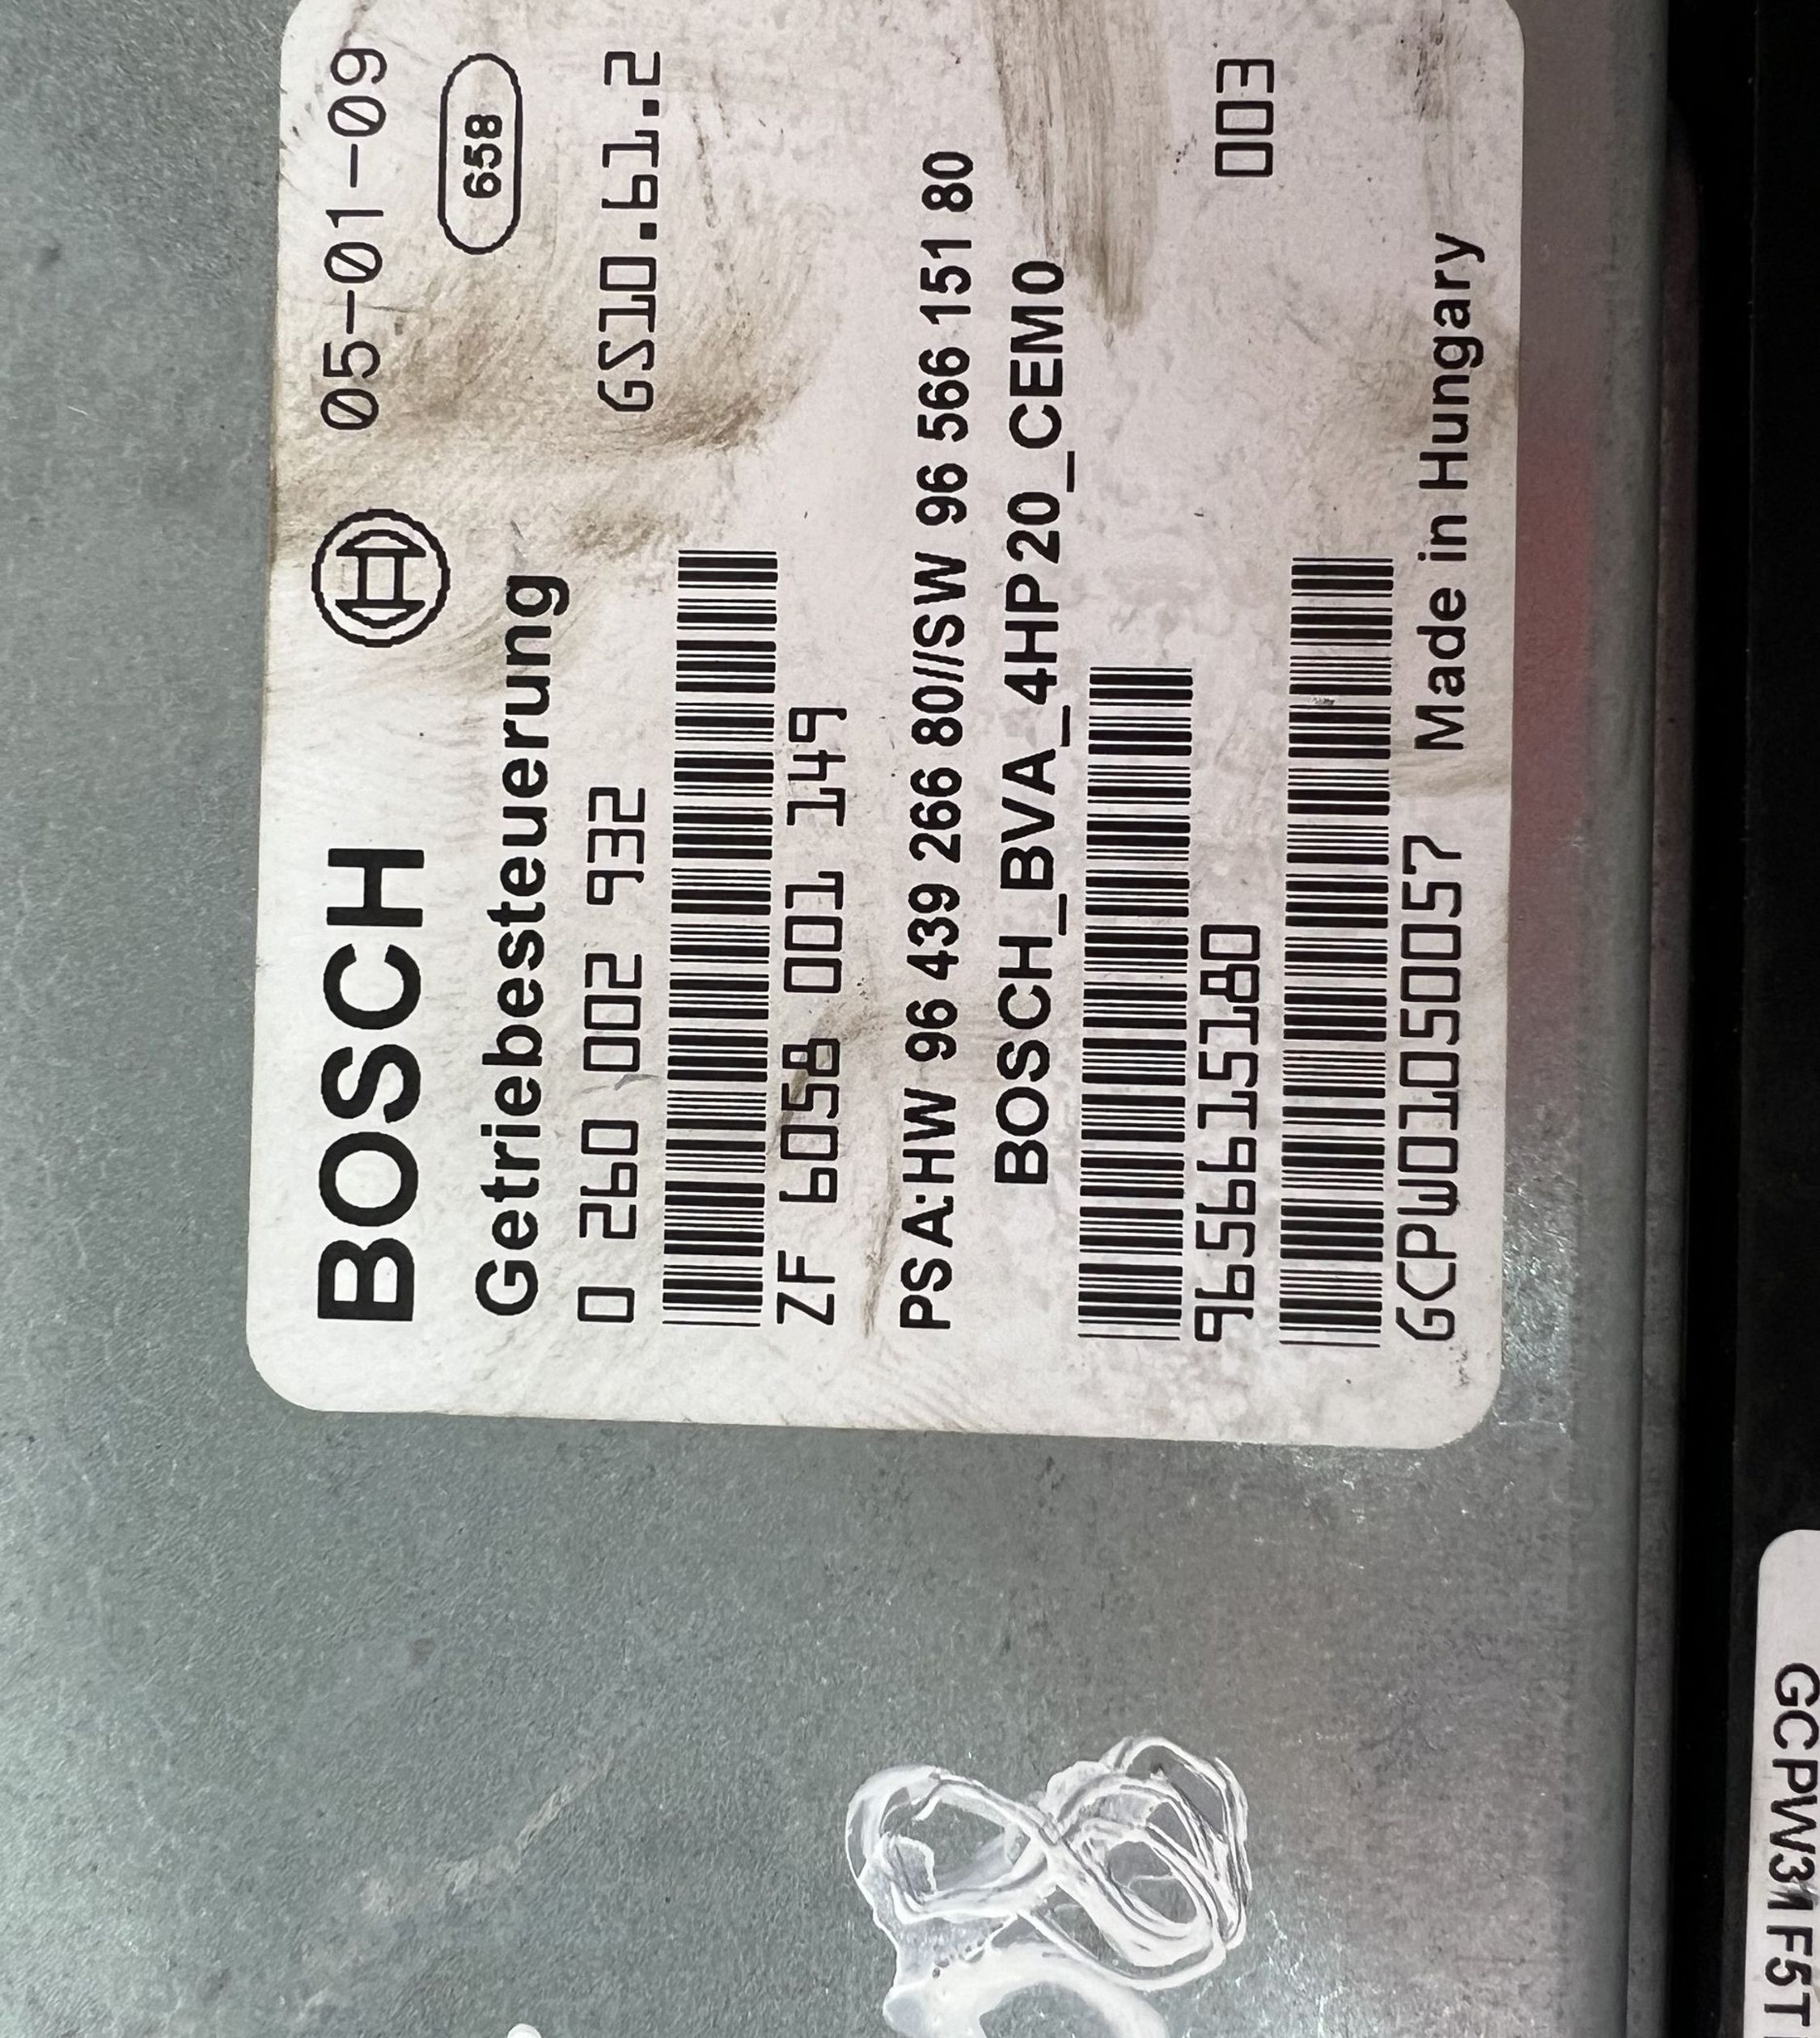 BOSCH 05-01-09
Getriebesteuerung 658
0 260 002 932 GS10.61.2
ZF 6058 001 149
PSA:HW 96 439 266 80//SW 96 566 151 80
BOSCH_BVA_4HP20_CEM0
9656615180 003
GCPW01050057 Made in Hungary
GCPW31F5T